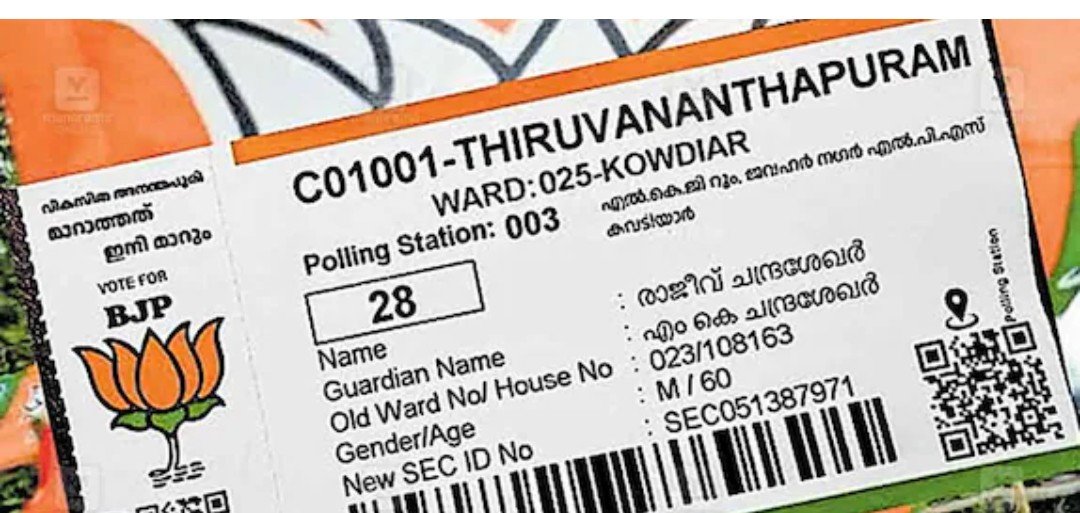 വികസിത അനന്തപുരി
മാറാത്തത്
ഇനി മാറും
VOTE FOR
BJP
C01001-THIRUVANANTHAPURAM
WARD:025-KOWDIAR
Polling Station: 003
എൽ.കെ.ജി റൂം, ജവഹർ നഗർ എൽ.പി.എസ്
കവടിയാർ
28
Name : രാജീവ് ചന്ദ്രശേഖർ
Guardian Name : എം കെ ചന്ദ്രശേഖർ
Old Ward No/ House No : 023/108163
Gender/Age : M / 60
New SEC ID No : SEC051387971
Polling Station